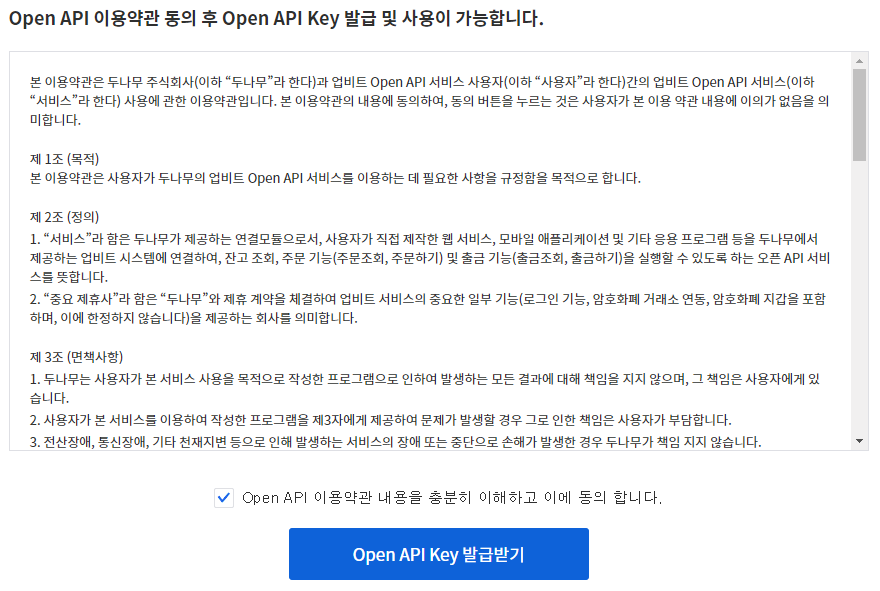 Open API 이용약관 동의 후 Open API Key 발급 및 사용이 가능합니다.
본 이용약관은 두나무 주식회사(이하 “두나무”라 한다)과 업비트 Open API 서비스 사용자(이하 “사용자”라 한다)간의 업비트 Open API 서비스(이하
“서비스”라 한다) 사용에 관한 이용약관입니다. 본 이용약관의 내용에 동의하여, 동의 버튼을 누르는 것은 사용자가 본 이용 약관 내용에 이의가 없음을 의
미합니다.
제 1조 (목적)
본 이용약관은 사용자가 두나무의 업비트 Open API 서비스를 이용하는 데 필요한 사항을 규정함을 목적으로 합니다.
제 2조 (정의)
1. “서비스”라 함은 두나무가 제공하는 연결모듈으로서, 사용자가 직접 제작한 웹 서비스, 모바일 애플리케이션 및 기타 응용 프로그램 등을 두나무에서
제공하는 업비트 시스템에 연결하여, 잔고 조회, 주문 기능(주문조회, 주문하기) 및 출금 기능(출금조회, 출금하기)을 실행할 수 있도록 하는 오픈 API 서비
스를 뜻합니다.
2. “중요 제휴사”라 함은 “두나무”와 제휴 계약을 체결하여 업비트 서비스의 중요한 일부 기능(로그인 기능, 암호화폐 거래소 연동, 암호화폐 지갑을 포함
하며, 이에 한정하지 않습니다)을 제공하는 회사를 의미합니다.
제 3조 (면책사항)
1. 두나무는 사용자가 본 서비스 사용을 목적으로 작성한 프로그램으로 인하여 발생하는 모든 결과에 대해 책임을 지지 않으며, 그 책임은 사용자에게 있
습니다.
2. 사용자가 본 서비스를 이용하여 작성한 프로그램을 제3자에게 제공하여 문제가 발생할 경우 그로 인한 책임은 사용자가 부담합니다.
3. 전산장애, 통신장애, 기타 천재지변 등으로 인해 발생하는 서비스의 장애 또는 중단으로 손해가 발생한 경우 두나무가 책임 지지 않습니다.
Open API 이용약관 내용을 충분히 이해하고 이에 동의 합니다.
Open API Key 발급받기